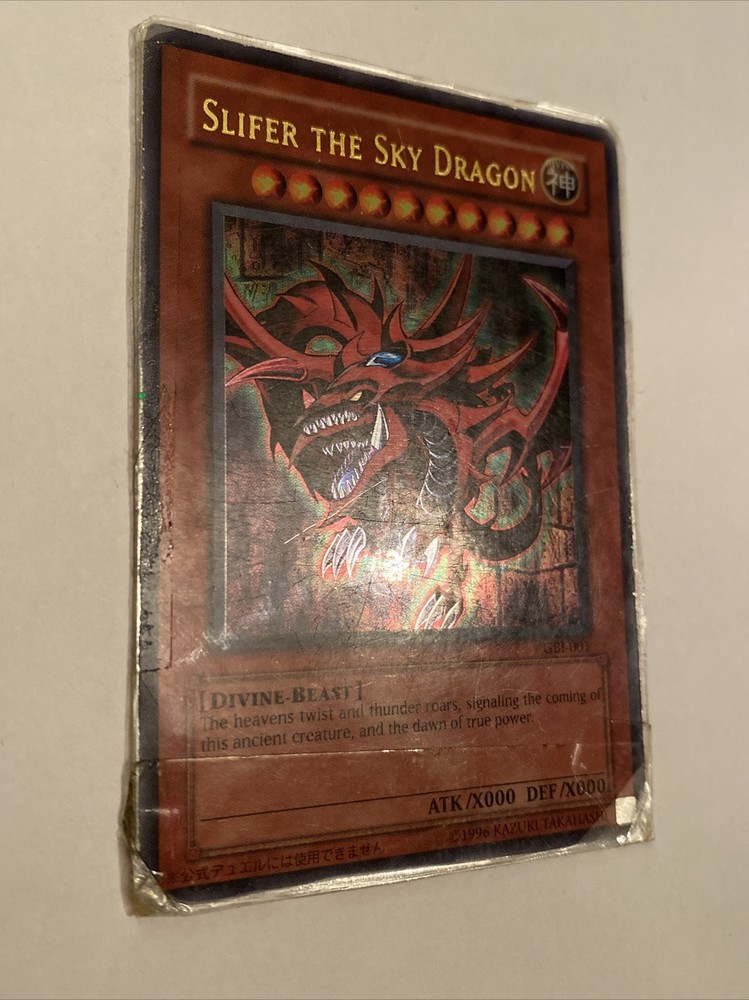 SLIFER THE SKY DRAGON 神
GBI-001
[DIVINE-BEAST]
The heavens twist and thunder roars, signaling the coming of
this ancient creature, and the dawn of true power.
ATK/X000 DEF/X000
©1996 KAZUKI TAKAHASHI
※公式デュエルには使用できません